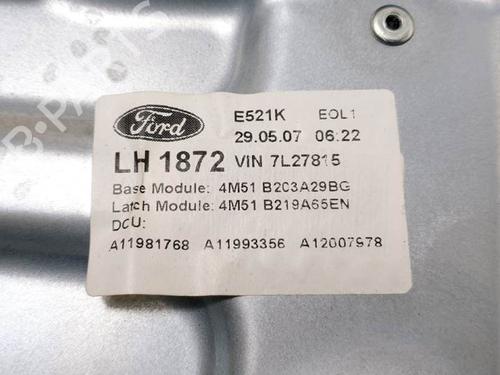 Ford
E521K EOL1
29.05.07 06:22
LH 1872 VIN 7L27815
Base Module: 4M51 B203A29BG
Latch Module: 4M51 B219A65EN
DCU:
A11981768 A11993356 A12007978